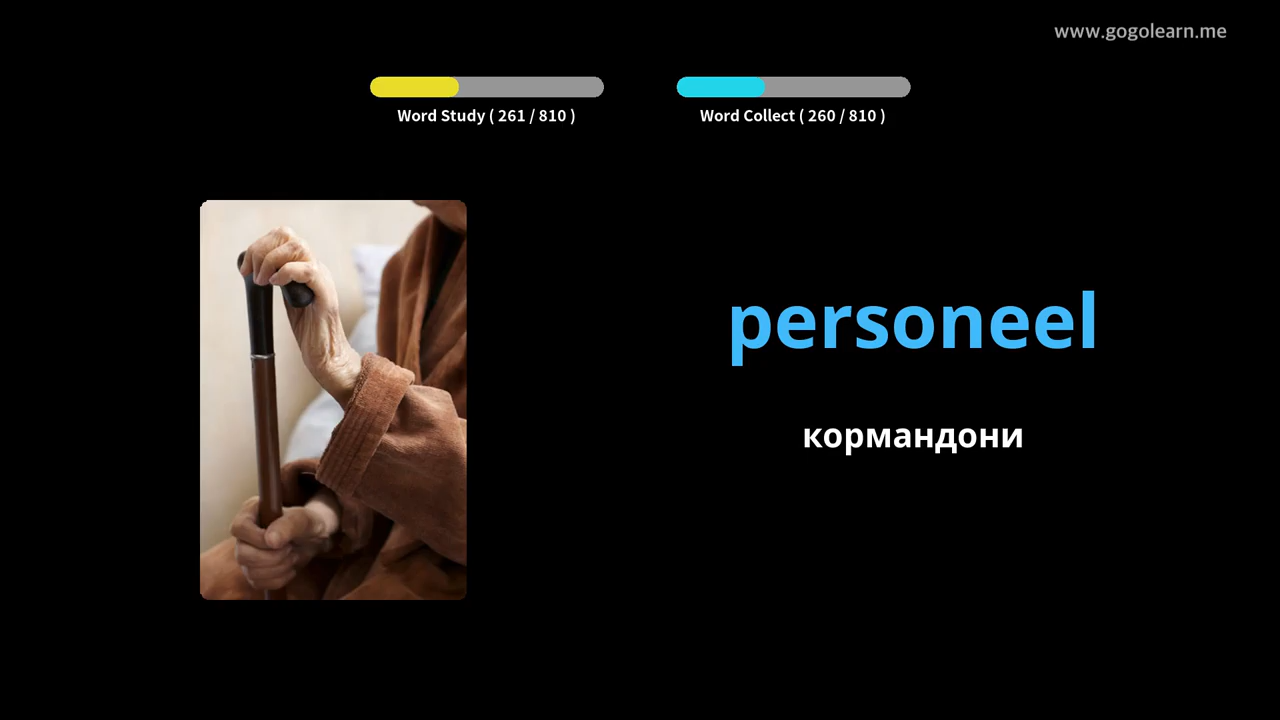 www.gogolearn.me
Word Study ( 261 / 810 )
Word Collect ( 260 / 810 )
personeel
кормандони